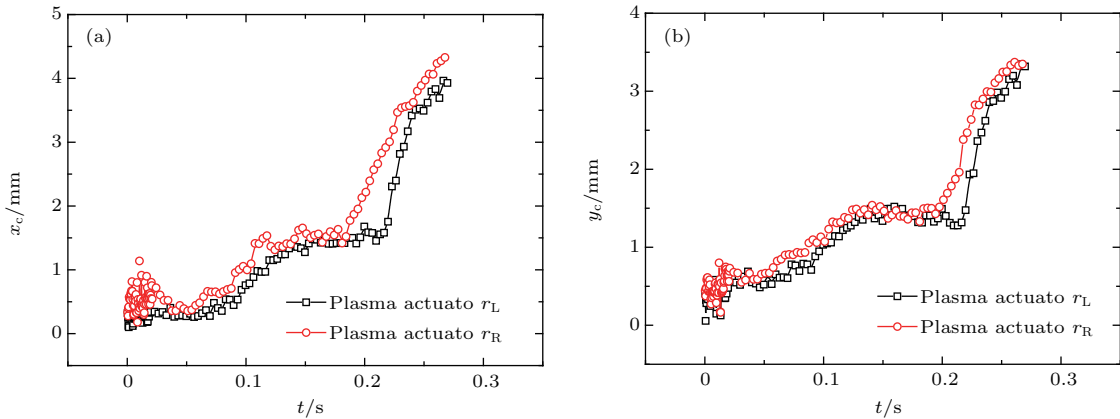 (a)
5
4
3
2
1
0
x_c/mm
Plasma actuato r_L
Plasma actuato r_R
0
0.1
0.2
0.3
t/s
(b)
4
3
2
1
0
y_c/mm
Plasma actuato r_L
Plasma actuato r_R
0
0.1
0.2
0.3
t/s